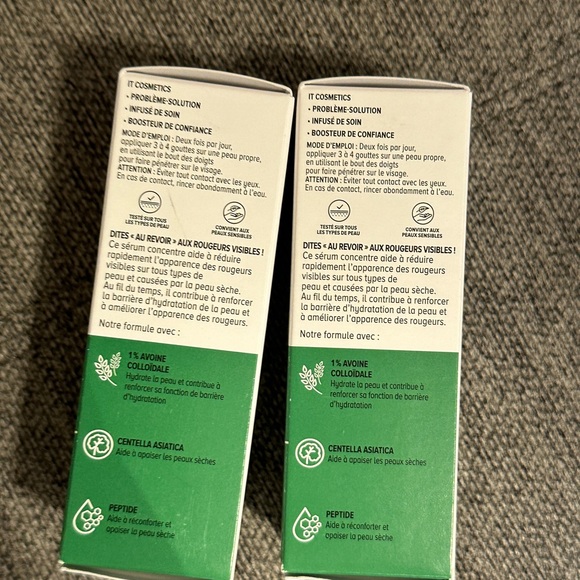 IT COSMETICS
• PROBLÈME-SOLUTION
• INFUSÉ DE SOIN
• BOOSTEUR DE CONFIANCE
MODE D'EMPLOI : Deux fois par jour,
appliquer 3 à 4 gouttes sur une peau propre,
en utilisant le bout des doigts
pour faire pénétrer sur le visage.
ATTENTION : Éviter tout contact avec les yeux.
En cas de contact, rincer abondamment à l'eau.
TESTÉ SUR TOUS
LES TYPES DE PEAU
CONVIENT AUX
PEAUX SENSIBLES
DITES « AU REVOIR » AUX ROUGEURS VISIBLES !
Ce sérum concentre aide à réduire
rapidement l'apparence des rougeurs
visibles sur tous types de
peau et causées par la peau sèche.
Au fil du temps, il contribue à renforcer
la barrière d'hydratation de la peau et
à améliorer l'apparence des rougeurs.
Notre formule avec :
1 % AVOINE
COLLOÏDALE
Hydrate la peau et contribue à
renforcer sa fonction de barrière
d'hydratation
CENTELLA ASIATICA
Aide à apaiser les peaux sèches
PEPTIDE
Aide à réconforter et
apaiser la peau sèche
IT COSMETICS
• PROBLÈME-SOLUTION
• INFUSÉ DE SOIN
• BOOSTEUR DE CONFIANCE
MODE D'EMPLOI : Deux fois par jour,
appliquer 3 à 4 gouttes sur une peau propre,
en utilisant le bout des doigts
pour faire pénétrer sur le visage.
ATTENTION : Éviter tout contact avec les yeux.
En cas de contact, rincer abondamment à l'eau.
TESTÉ SUR TOUS
LES TYPES DE PEAU
CONVIENT AUX
PEAUX SENSIBLES
DITES « AU REVOIR » AUX ROUGEURS VISIBLES !
Ce sérum concentre aide à réduire
rapidement l'apparence des rougeurs
visibles sur tous types de
peau et causées par la peau sèche.
Au fil du temps, il contribue à renforcer
la barrière d'hydratation de la peau et
à améliorer l'apparence des rougeurs.
Notre formule avec :
1 % AVOINE
COLLOÏDALE
Hydrate la peau et contribue à
renforcer sa fonction de barrière
d'hydratation
CENTELLA ASIATICA
Aide à apaiser les peaux sèches
PEPTIDE
Aide à réconforter et
apaiser la peau sèche